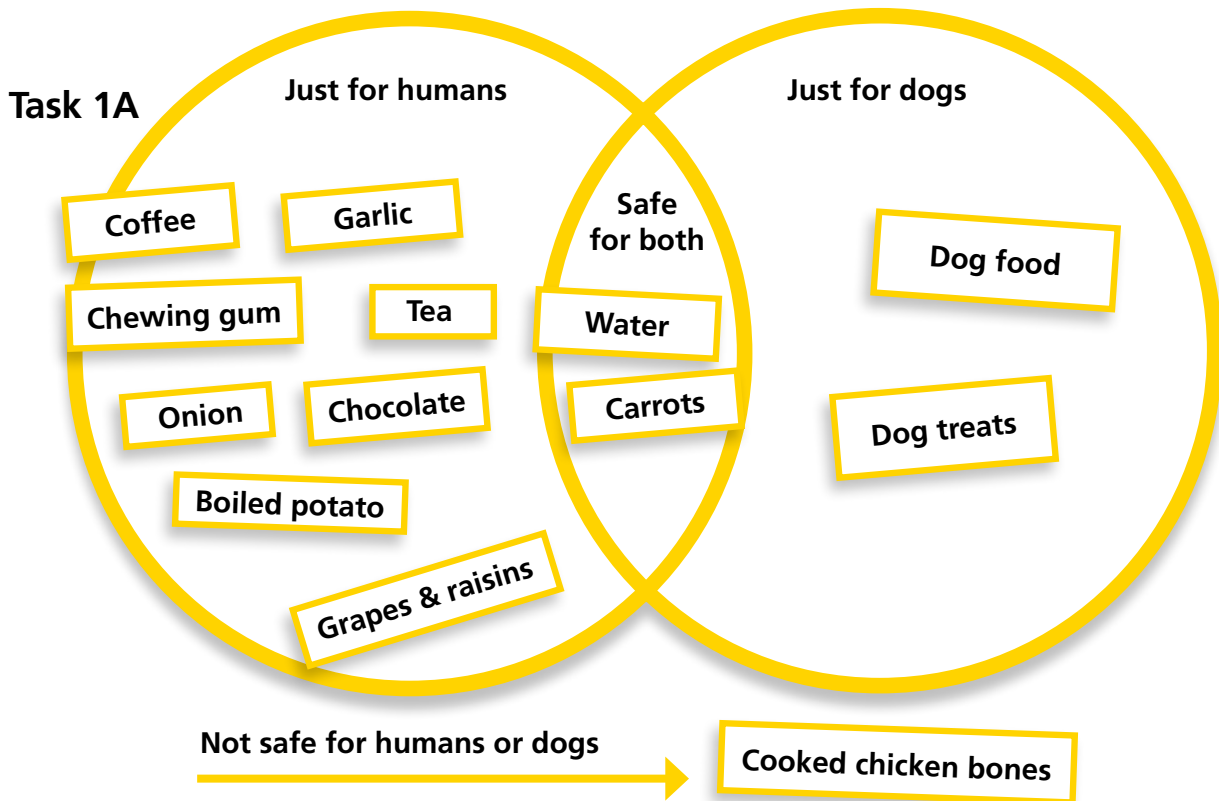 Task 1A
Just for humans
Just for dogs
Coffee
Garlic
Safe
for both
Dog food
Chewing gum
Tea
Water
Onion
Chocolate
Carrots
Dog treats
Boiled potato
Grapes & raisins
Not safe for humans or dogs
Cooked chicken bones